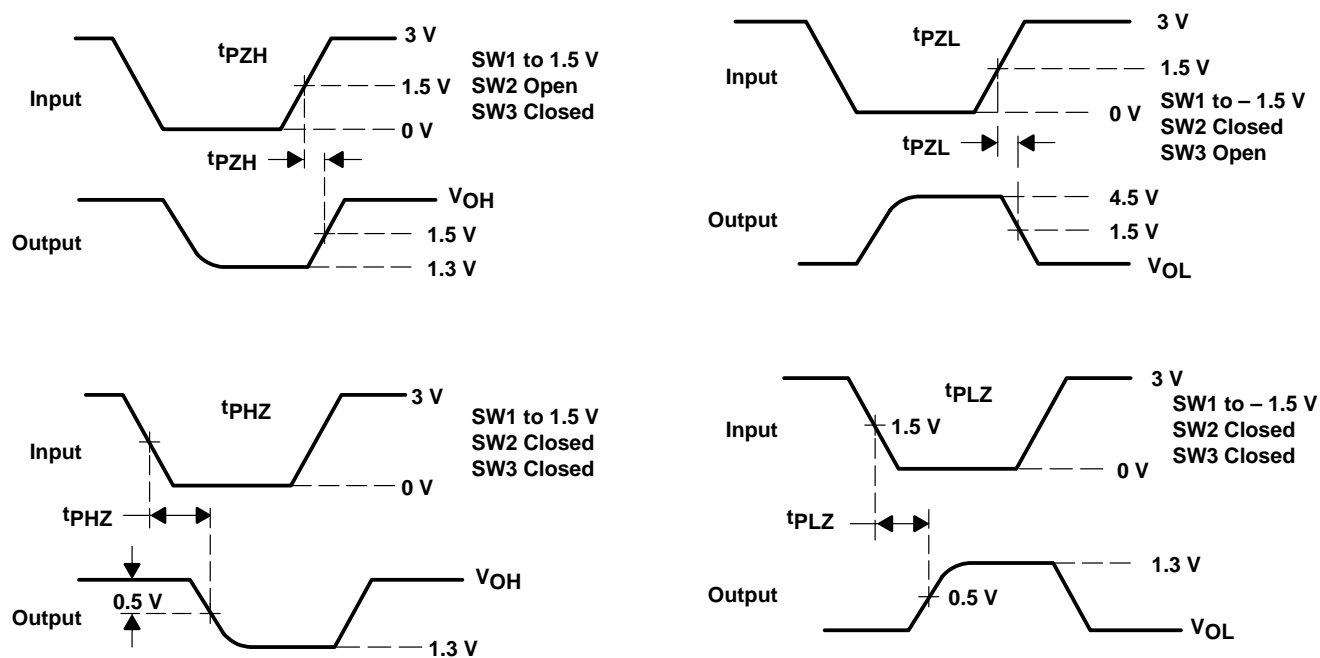 tPZH
3 V
SW1 to 1.5 V
SW2 Open
SW3 Closed
Input
1.5 V
0 V
tPZH
Output
VOH
1.5 V
1.3 V
tPZL
3 V
Input
1.5 V
0 V
SW1 to – 1.5 V
SW2 Closed
SW3 Open
tPZL
Output
4.5 V
1.5 V
VOL
tPHZ
3 V
SW1 to 1.5 V
SW2 Closed
SW3 Closed
Input
0 V
tPHZ
Output
0.5 V
VOH
1.3 V
tPLZ
3 V
SW1 to – 1.5 V
SW2 Closed
SW3 Closed
Input
1.5 V
0 V
tPLZ
Output
1.3 V
0.5 V
VOL